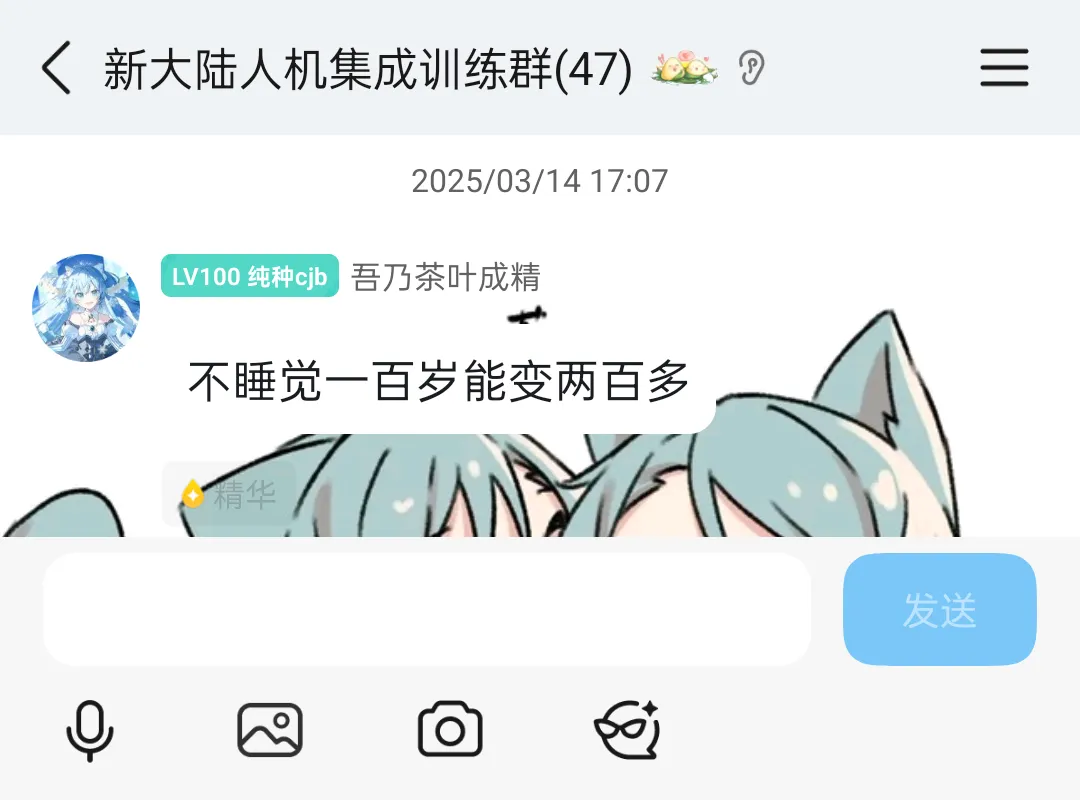 新大陆人机集成训练群(47)
2025/03/14 17:07
LV100 纯种cjb 吾乃茶叶成精
不睡觉一百岁能变两百多
精华
发送